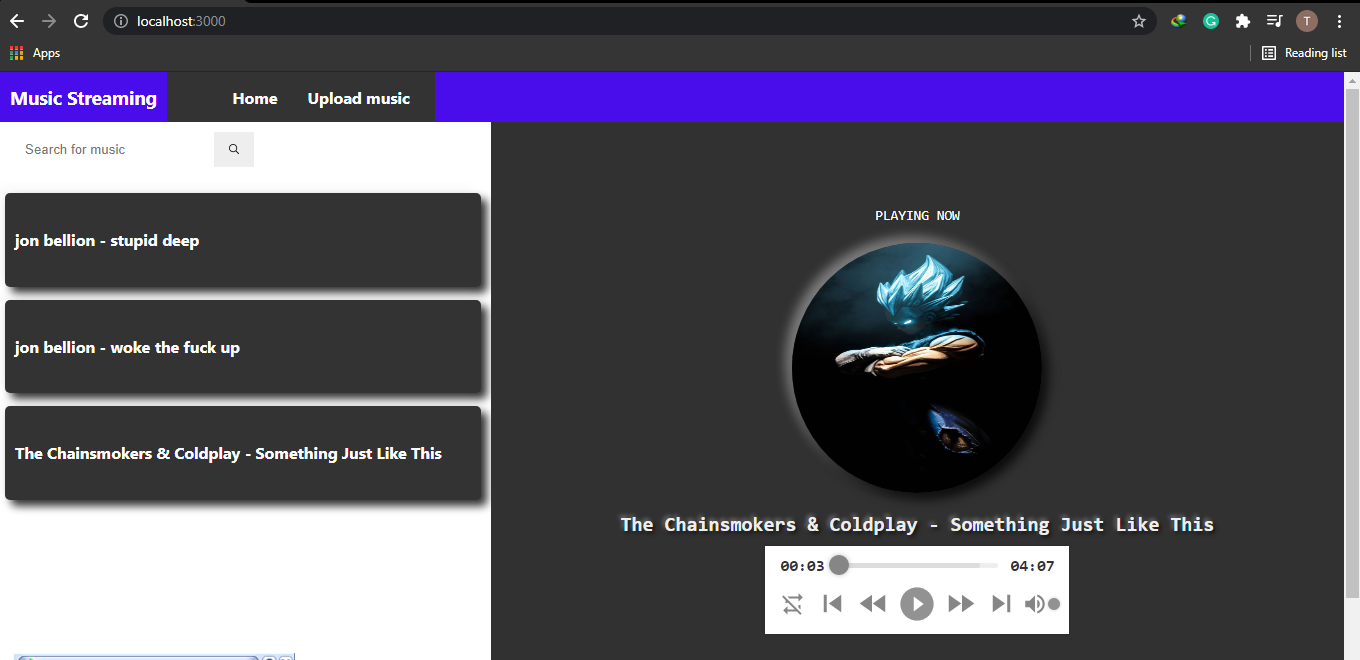 localhost:3000
T
Apps
Reading list
Music Streaming
Home
Upload music
Search for music
jon bellion - stupid deep
jon bellion - woke the fuck up
The Chainsmokers & Coldplay - Something Just Like This
PLAYING NOW
The Chainsmokers & Coldplay - Something Just Like This
00:03
04:07